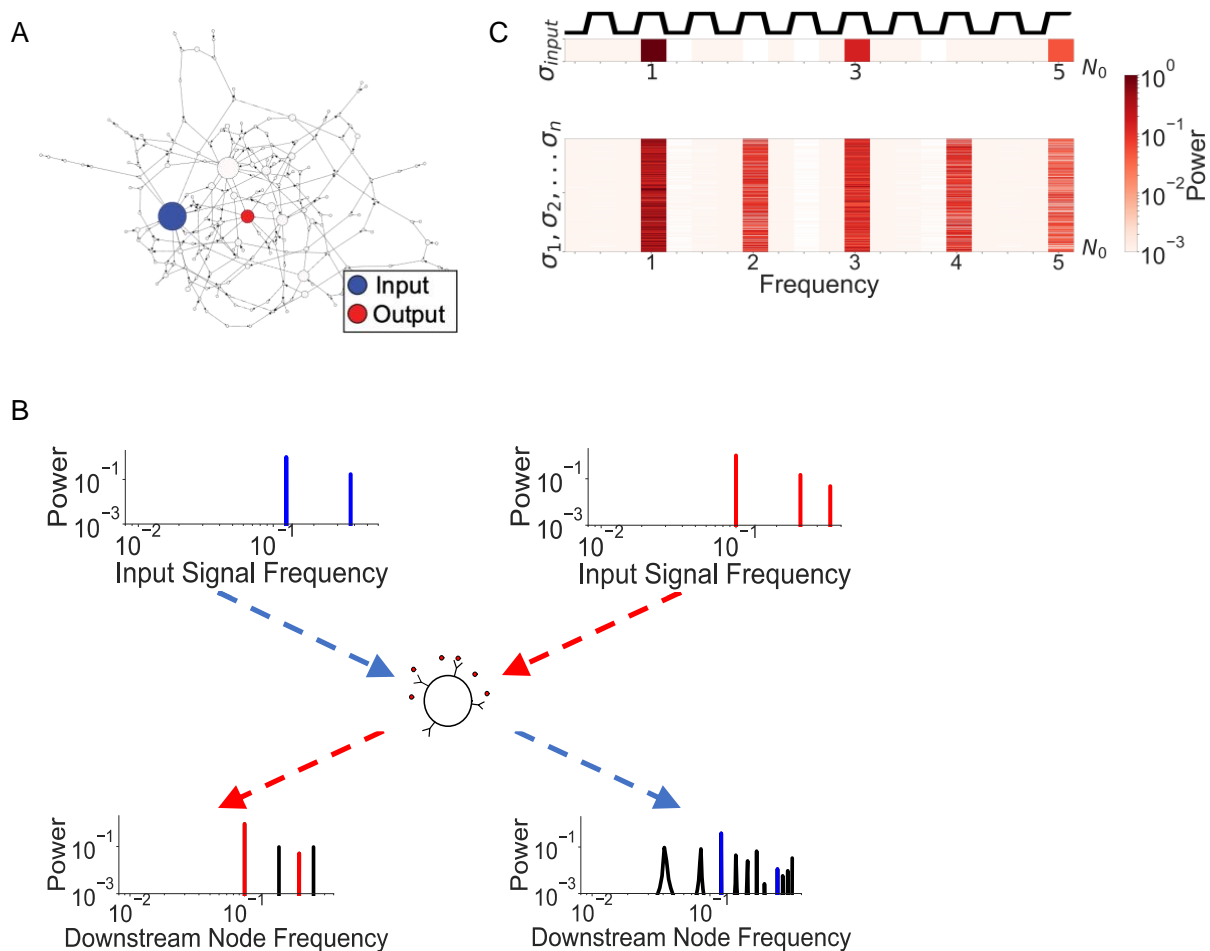 A
Input
Output
C
σ_input
1 3 5 N₀
σ₁, σ₂, . . . σₙ
1 2 3 4 5 N₀
Frequency
10⁰
10⁻¹
10⁻²
10⁻³
Power
B
Power
10⁻¹
10⁻³
10⁻² 10⁻¹
Input Signal Frequency
Power
10⁻¹
10⁻³
10⁻² 10⁻¹
Input Signal Frequency
Power
10⁻¹
10⁻³
10⁻² 10⁻¹
Downstream Node Frequency
Power
10⁻¹
10⁻³
10⁻² 10⁻¹
Downstream Node Frequency